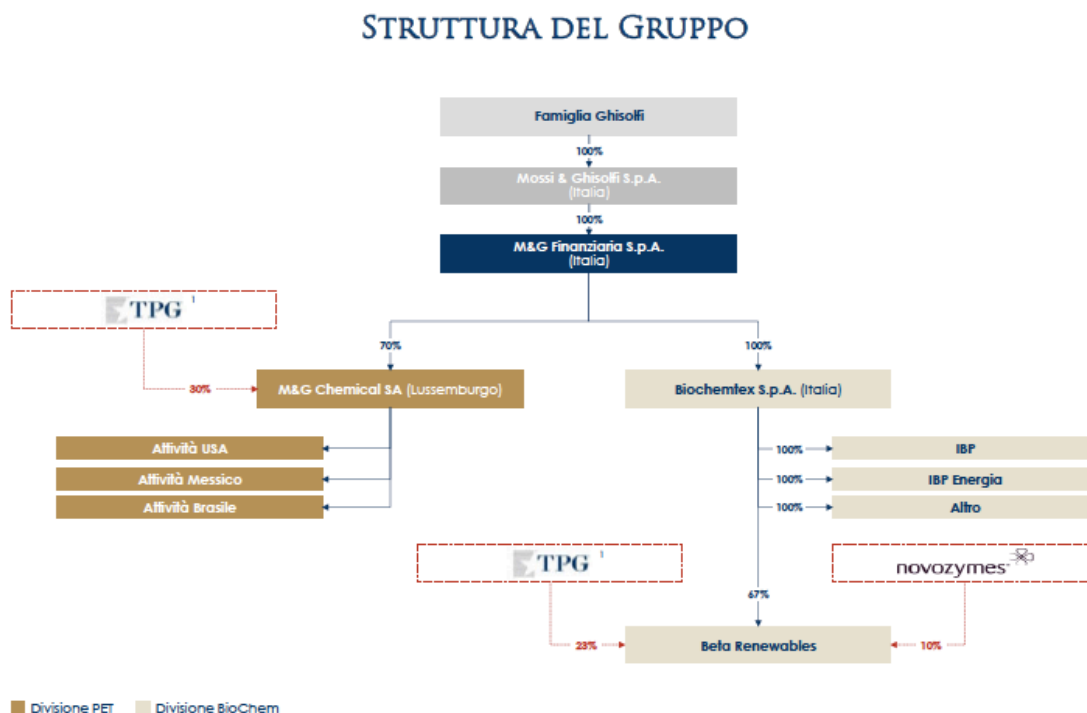 STRUTTURA DEL GRUPPO
Famiglia Ghisolfi
100%
Mossi & Ghisolfi S.p.A.
(Italia)
100%
M&G Finanziaria S.p.A.
(Italia)
TPG 1
70%
100%
30%
M&G Chemical SA (Lussemburgo)
Biochemtex S.p.A. (Italia)
Attività USA
100%
IBP
Attività Messico
100%
IBP Energia
Attività Brasile
100%
Altro
TPG 1
novozymes
67%
23%
Beta Renewables
10%
Divisione PET
Divisione BioChem